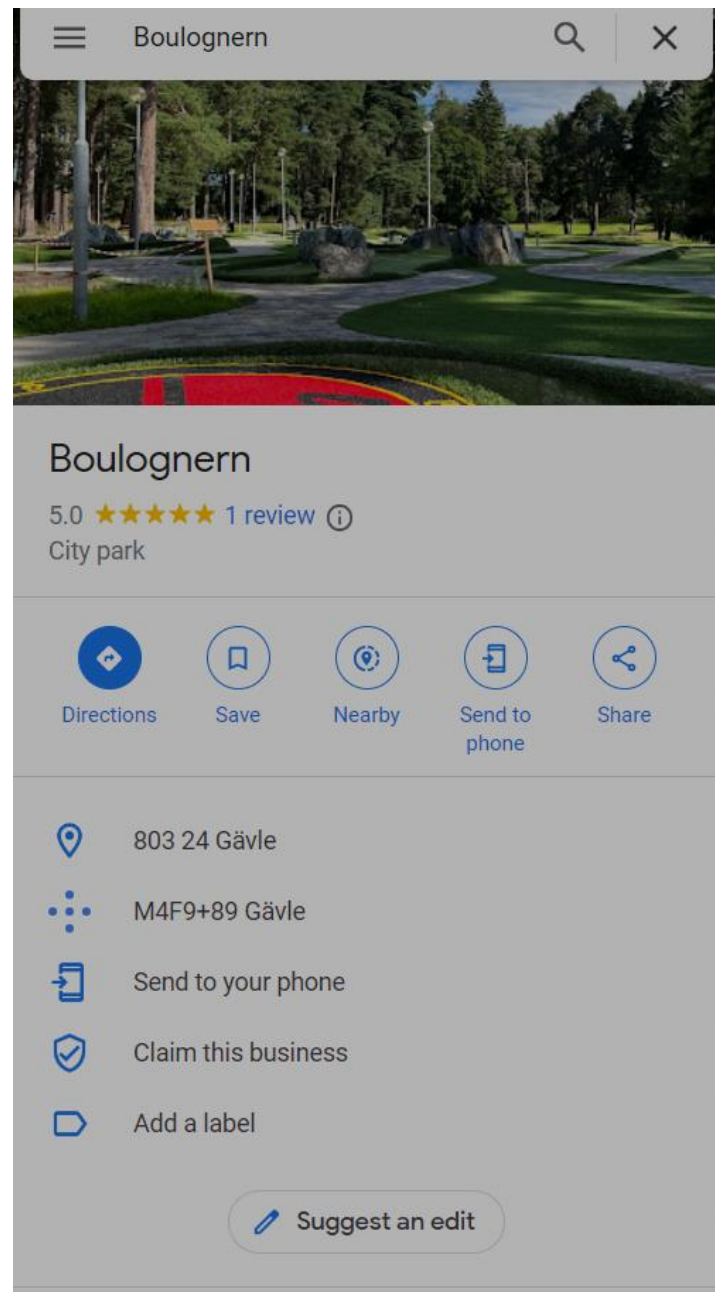 Boulognern
Boulognern
5.0 1 review
City park
Directions
Save
Nearby
Send to
phone
Share
803 24 Gävle
M4F9+89 Gävle
Send to your phone
Claim this business
Add a label
Suggest an edit